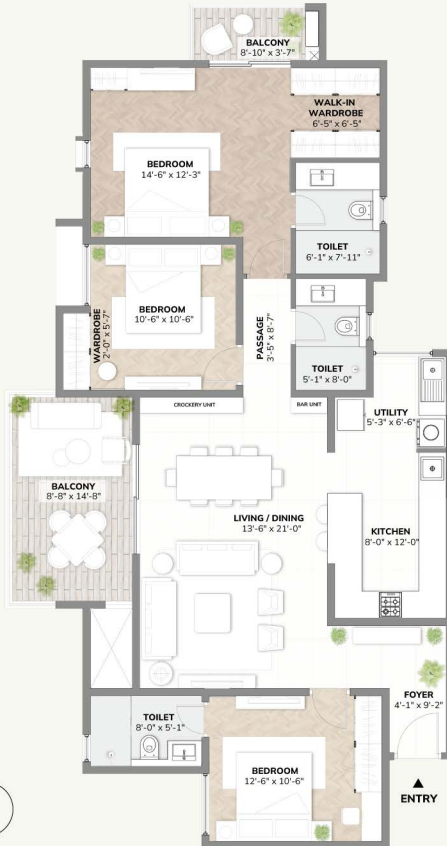 BALCONY
8'-10" x 3'-7"
WALK-IN
WARDROBE
6'-5" x 6'-5"
BEDROOM
14'-6" x 12'-3"
TOILET
6'-1" x 7'-11"
BEDROOM
10'-6" x 10'-6"
WARDROBE
2'-0" x 5'-7"
PASSAGE
3'-5" x 8'-7"
TOILET
5'-1" x 8'-0"
CROCKERY UNIT
BAR UNIT
UTILITY
5'-3" x 6'-6"
BALCONY
8'-8" x 14'-8"
LIVING / DINING
13'-6" x 21'-0"
KITCHEN
8'-0" x 12'-0"
FOYER
4'-1" x 9'-2"
TOILET
8'-0" x 5'-1"
BEDROOM
12'-6" x 10'-6"
ENTRY